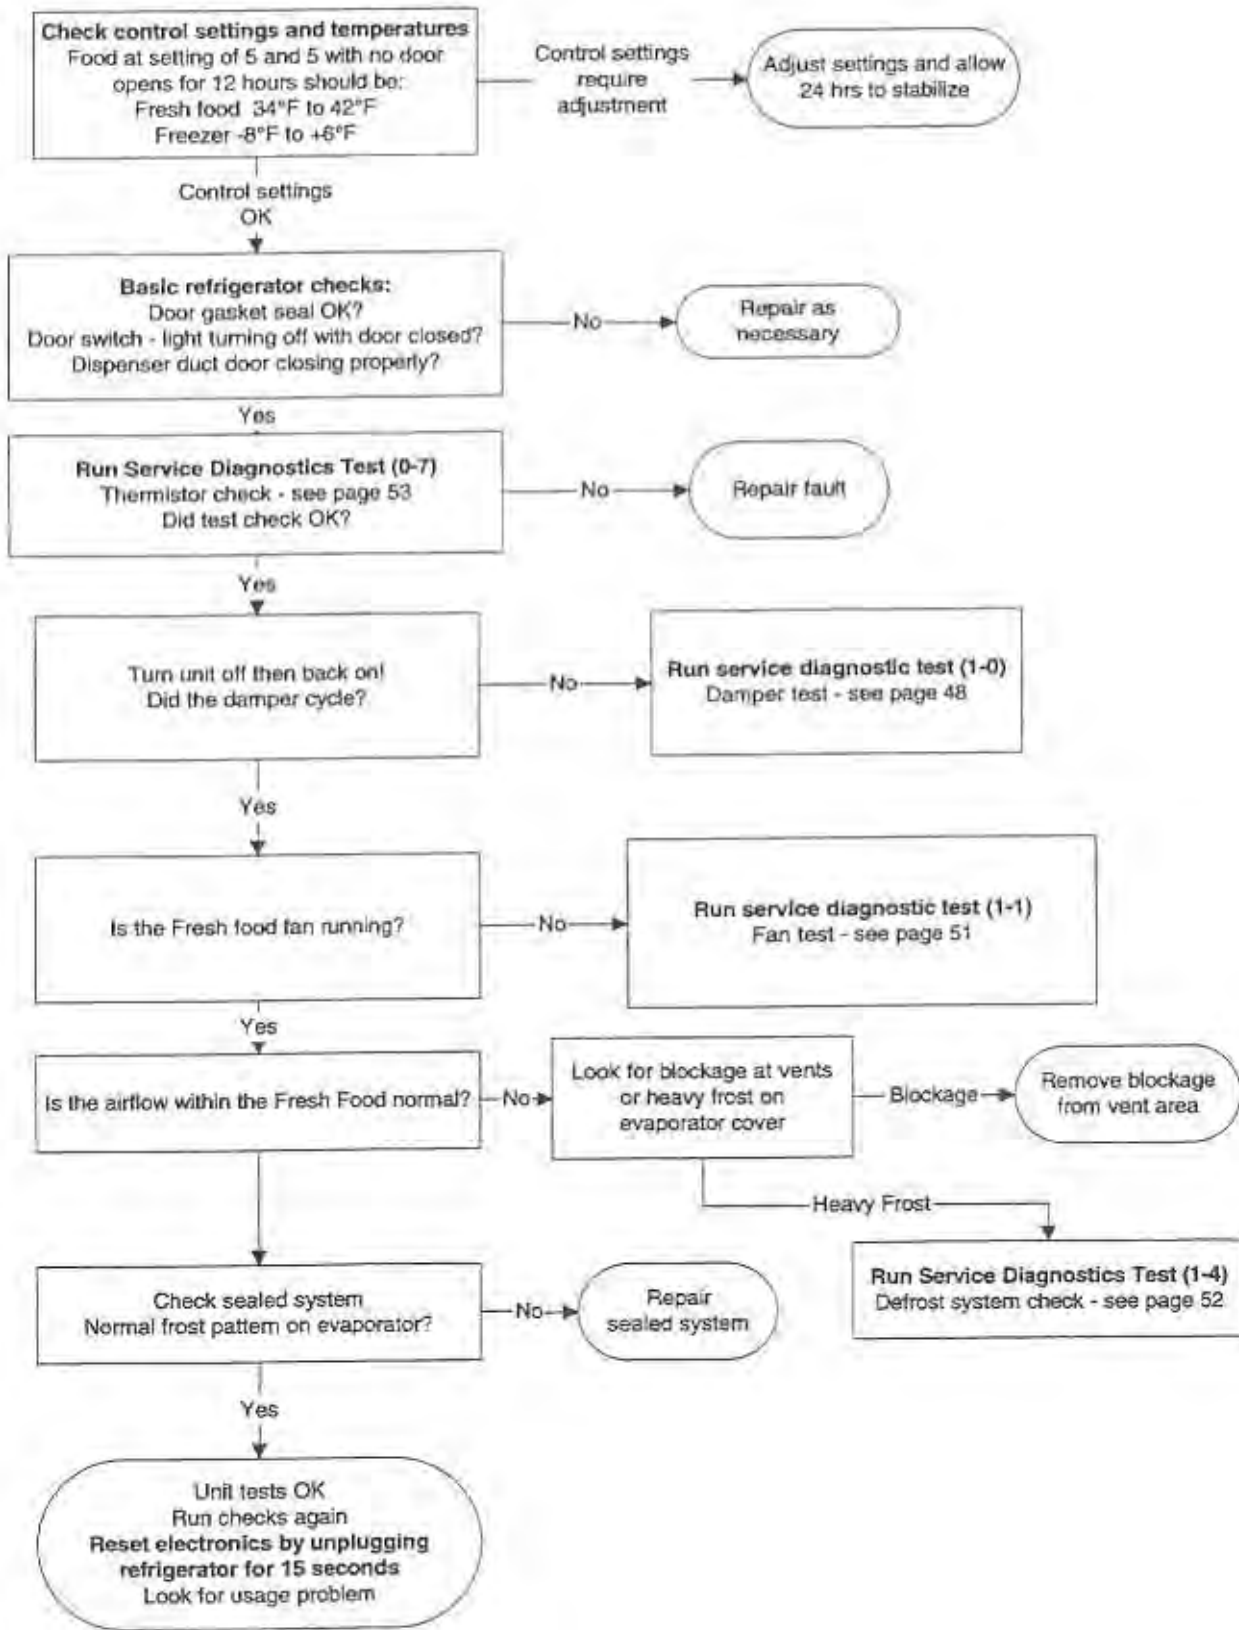 Check control settings and temperatures
Food at setting of 5 and 5 with no door
opens for 12 hours should be:
Fresh food 34°F to 42°F
Freezer -8°F to +6°F
Control settings
require
adjustment
Adjust settings and allow
24 hrs to stabilize
Control settings
OK
Basic refrigerator checks:
Door gasket seal OK?
Door switch - light turning off with door closed?
Dispenser duct door closing properly?
No
Repair as
necessary
Yes
Run Service Diagnostics Test (0-7)
Thermistor check - see page 53
Did test check OK?
No
Repair fault
Yes
Turn unit off then back on!
Did the damper cycle?
No
Run service diagnostic test (1-0)
Damper test - see page 48
Yes
Is the Fresh food fan running?
No
Run service diagnostic test (1-1)
Fan test - see page 51
Yes
Is the airflow within the Fresh Food normal?
No
Look for blockage at vents
or heavy frost on
evaporator cover
Blockage
Remove blockage
from vent area
Heavy Frost
Run Service Diagnostics Test (1-4)
Defrost system check - see page 52
Check sealed system
Normal frost pattern on evaporator?
No
Repair
sealed system
Yes
Unit tests OK
Run checks again
Reset electronics by unplugging
refrigerator for 15 seconds
Look for usage problem